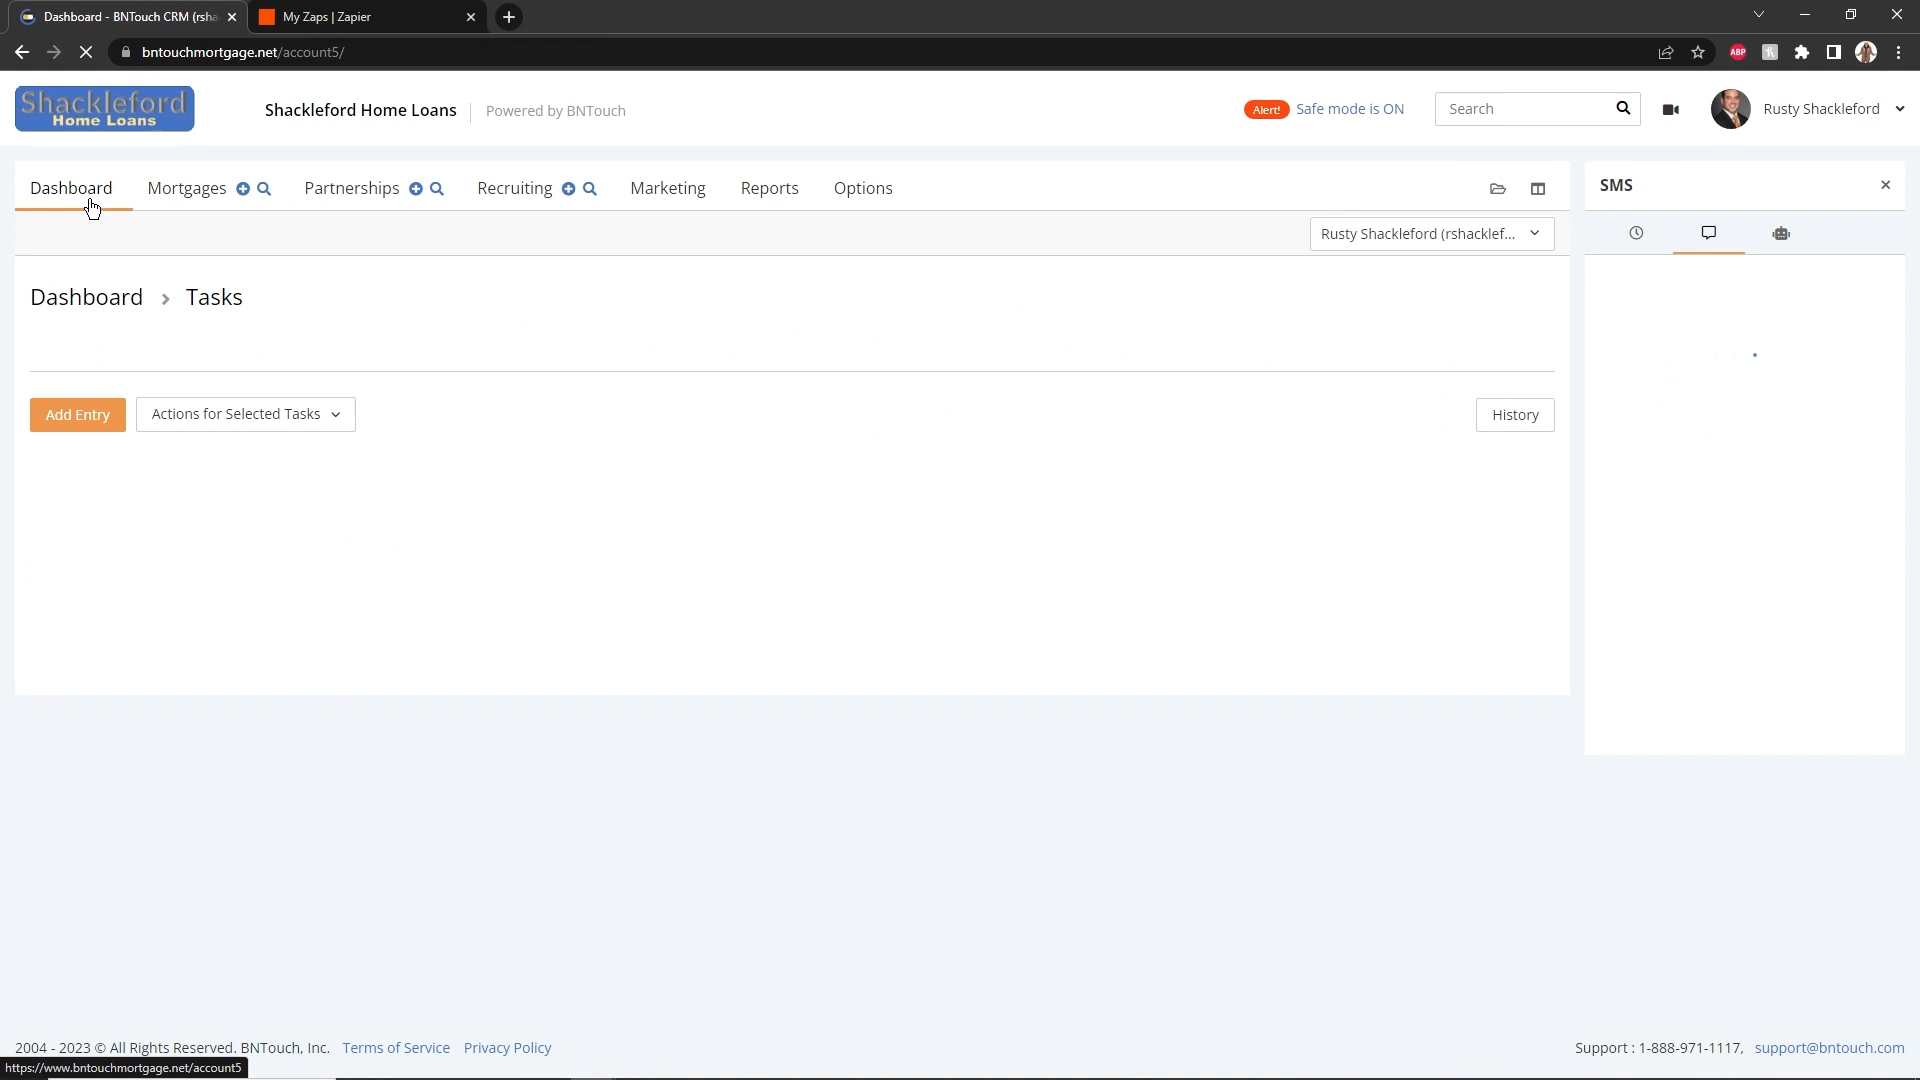 Dashboard - BNTouch CRM (rsha
My Zaps | Zapier
bntouchmortgage.net/account5/
ABP
Shackleford
Home Loans
Shackleford Home Loans
Powered by BNTouch
Alert!
Safe mode is ON
Search
Rusty Shackleford
Dashboard
Mortgages
Partnerships
Recruiting
Marketing
Reports
Options
SMS
Rusty Shackleford (rshacklef...
Dashboard > Tasks
Add Entry
Actions for Selected Tasks
History
2004 - 2023 © All Rights Reserved. BNTouch, Inc. Terms of Service Privacy Policy
Support : 1-888-971-1117, support@bntouch.com
https://www.bntouchmortgage.net/account5